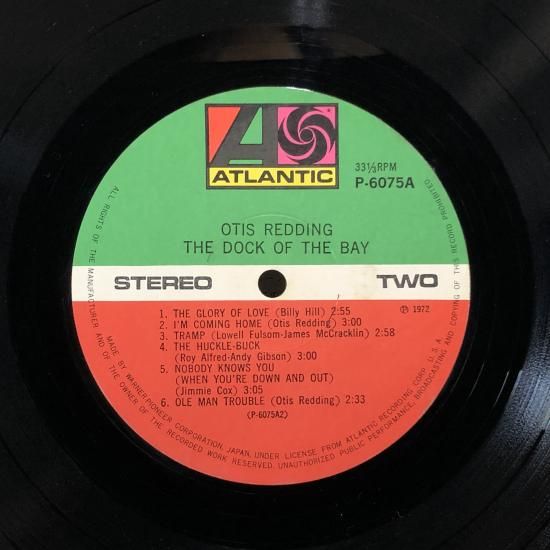 ATLANTIC
33⅓RPM
P-6075A
OTIS REDDING
THE DOCK OF THE BAY
STEREO
TWO
℗ 1972
1. THE GLORY OF LOVE (Billy Hill) 2:55
2. I'M COMING HOME (Otis Redding) 3:00
3. TRAMP (Lowell Fulsom-James McCracklin) 2:58
4. THE HUCKLE-BUCK
(Roy Alfred-Andy Gibson) 3:00
5. NOBODY KNOWS YOU
(WHEN YOU'RE DOWN AND OUT)
(Jimmie Cox) 3:05
6. OLE MAN TROUBLE (Otis Redding) 2:33
(P-6075A2)
MADE BY WARNER-PIONEER CORPORATION, JAPAN, UNDER LICENSE FROM ATLANTIC RECORDING CORP. U. S. A.
ALL RIGHTS OF THE MANUFACTURER AND OF THE OWNER OF THE RECORDED WORK RESERVED. UNAUTHORIZED PUBLIC PERFORMANCE, BROADCASTING AND COPYING OF THIS RECORD PROHIBITED.